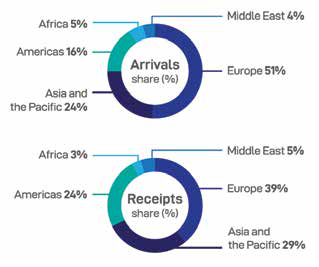 Africa 5%
Middle East 4%
Americas 16%
Arrivals
share (%)
Europe 51%
Asia and
the Pacific 24%
Africa 3%
Middle East 5%
Americas 24%
Receipts
share (%)
Europe 39%
Asia and
the Pacific 29%